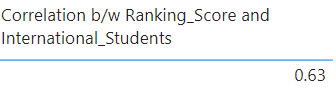 Correlation b/w Ranking_Score and
International_Students
0.63